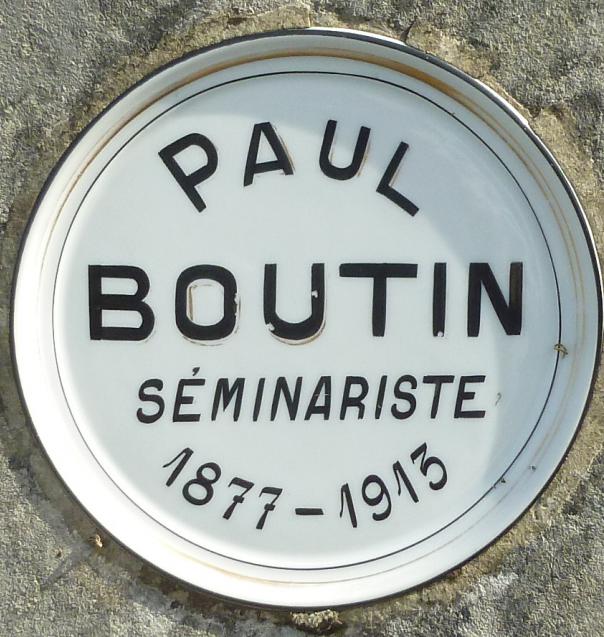 PAUL
BOUTIN
SÉMINARISTE
1877-1913